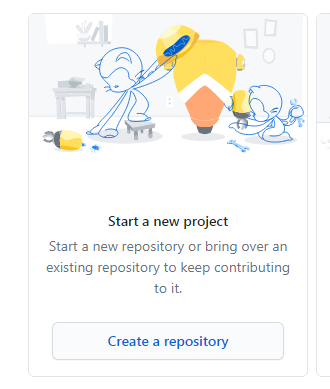 Start a new project
Start a new repository or bring over an
existing repository to keep contributing
to it.
Create a repository